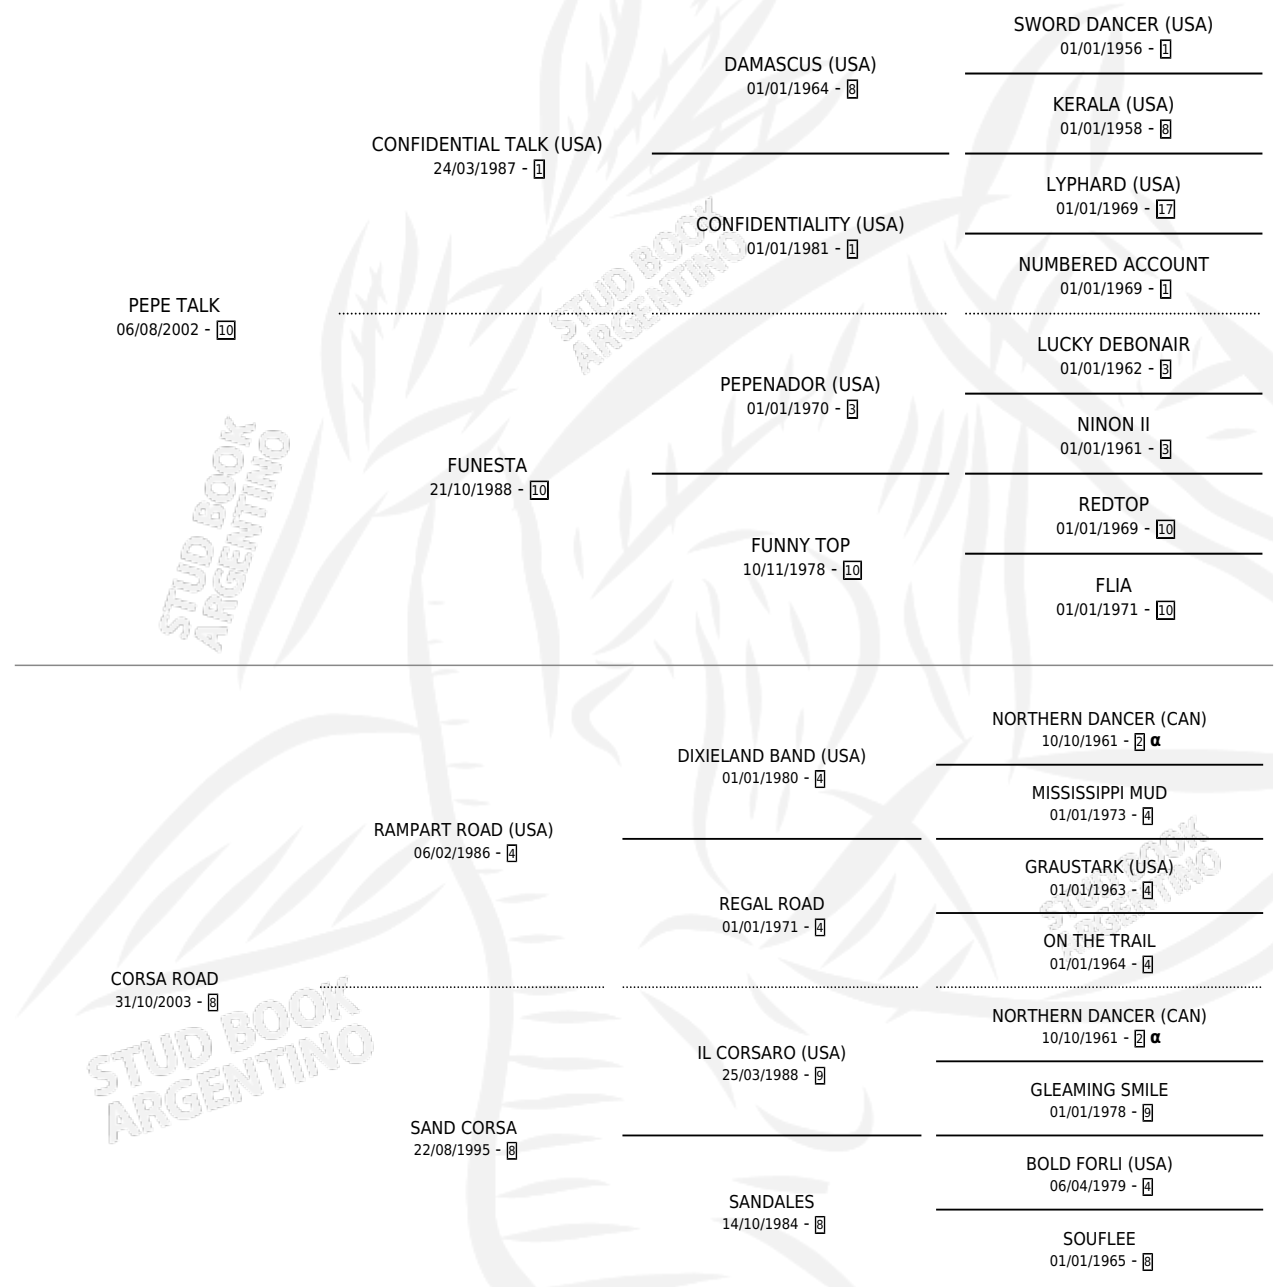 SWORD DANCER (USA)
01/01/1956 - 1
DAMASCUS (USA)
01/01/1964 - 8
KERALA (USA)
01/01/1958 - 8
CONFIDENTIAL TALK (USA)
24/03/1987 - 1
LYPHARD (USA)
01/01/1969 - 17
CONFIDENTIALITY (USA)
01/01/1981 - 1
NUMBERED ACCOUNT
01/01/1969 - 1
PEPE TALK
06/08/2002 - 10
STUD BOOK
ARGENTINO
LUCKY DEBONAIR
01/01/1962 - 3
PEPENADOR (USA)
01/01/1970 - 3
NINON II
01/01/1961 - 3
FUNESTA
21/10/1988 - 10
REDTOP
01/01/1969 - 10
FUNNY TOP
10/11/1978 - 10
FLIA
01/01/1971 - 10
STUD BOOK
ARGENTINO
NORTHERN DANCER (CAN)
10/10/1961 - 2 α
DIXIELAND BAND (USA)
01/01/1980 - 4
MISSISSIPPI MUD
01/01/1973 - 4
RAMPART ROAD (USA)
06/02/1986 - 4
GRAUSTARK (USA)
01/01/1963 - 4
STUD BOOK
ARGENTINO
REGAL ROAD
01/01/1971 - 4
ON THE TRAIL
01/01/1964 - 4
CORSA ROAD
31/10/2003 - 8
NORTHERN DANCER (CAN)
10/10/1961 - 2 α
STUD BOOK
ARGENTINO
IL CORSARO (USA)
25/03/1988 - 9
GLEAMING SMILE
01/01/1978 - 9
SAND CORSA
22/08/1995 - 8
BOLD FORLI (USA)
06/04/1979 - 4
SANDALES
14/10/1984 - 8
SOUFLEE
01/01/1965 - 8